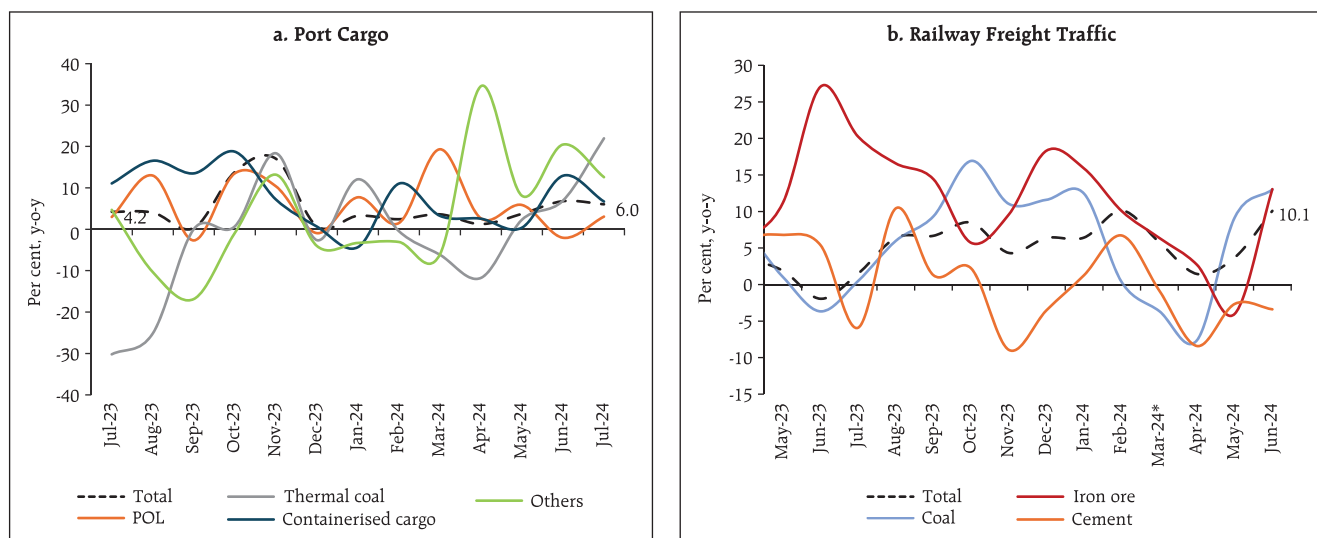 a. Port Cargo
Per cent, y-o-y
40
30
20
10
0
-10
-20
-30
-40
4.2
6.0
Jul-23
Aug-23
Sep-23
Oct-23
Nov-23
Dec-23
Jan-24
Feb-24
Mar-24
Apr-24
May-24
Jun-24
Jul-24
Total
Thermal coal
Others
POL
Containerised cargo
b. Railway Freight Traffic
Per cent, y-o-y
30
25
20
15
10
5
0
-5
-10
-15
10.1
May-23
Jun-23
Jul-23
Aug-23
Sep-23
Oct-23
Nov-23
Dec-23
Jan-24
Feb-24
Mar-24*
Apr-24
May-24
Jun-24
Total
Iron ore
Coal
Cement